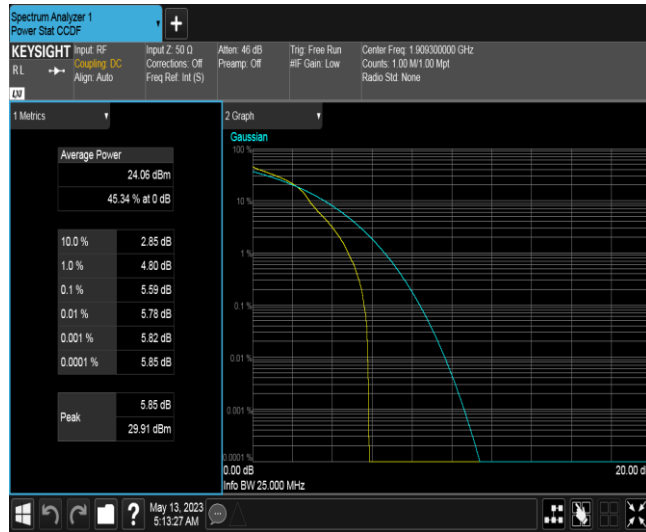 Spectrum Analyzer 1
Power Stat CCDF
KEYSIGHT
RL
LXI
Input: RF
Coupling: DC
Align: Auto
Input Z: 50 Ω
Corrections: Off
Freq Ref: Int (S)
Atten: 46 dB
Preamp: Off
Trig: Free Run
#IF Gain: Low
Center Freq: 1.909300000 GHz
Counts: 1.00 M/1.00 Mpt
Radio Std: None
1 Metrics
Average Power
24.06 dBm
45.34 % at 0 dB
10.0 % 2.85 dB
1.0 % 4.80 dB
0.1 % 5.59 dB
0.01 % 5.78 dB
0.001 % 5.82 dB
0.0001 % 5.85 dB
Peak
5.85 dB
29.91 dBm
2 Graph
Gaussian
100 %
10 %
1 %
0.1 %
0.01 %
0.001 %
0.0001 %
0.00 dB
20.00 d
Info BW 25.000 MHz
May 13, 2023
5:13:27 AM